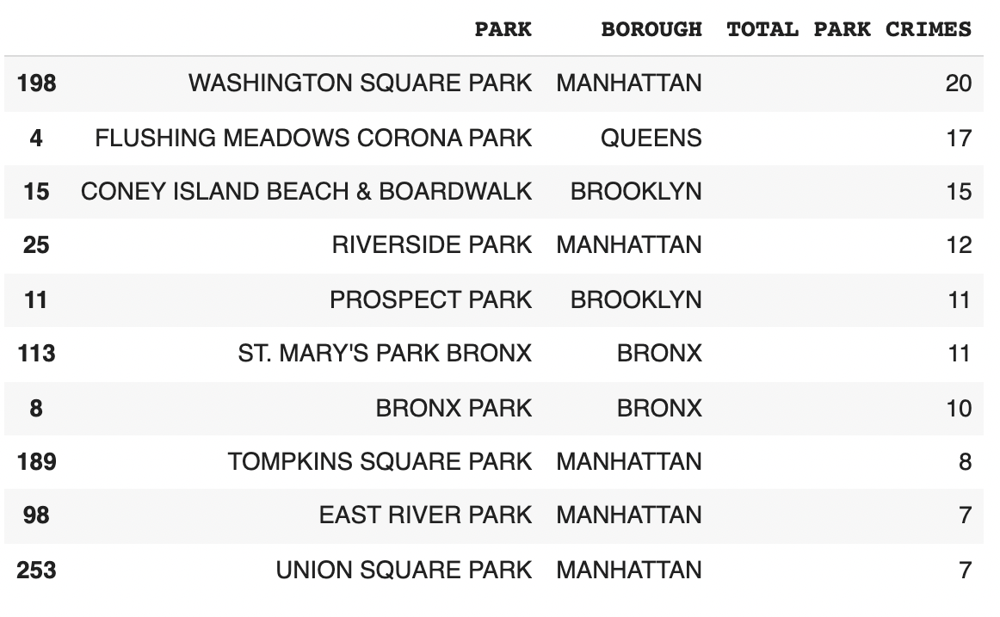 PARK BOROUGH TOTAL PARK CRIMES
198 WASHINGTON SQUARE PARK MANHATTAN 20
4 FLUSHING MEADOWS CORONA PARK QUEENS 17
15 CONEY ISLAND BEACH & BOARDWALK BROOKLYN 15
25 RIVERSIDE PARK MANHATTAN 12
11 PROSPECT PARK BROOKLYN 11
113 ST. MARY'S PARK BRONX BRONX 11
8 BRONX PARK BRONX 10
189 TOMPKINS SQUARE PARK MANHATTAN 8
98 EAST RIVER PARK MANHATTAN 7
253 UNION SQUARE PARK MANHATTAN 7